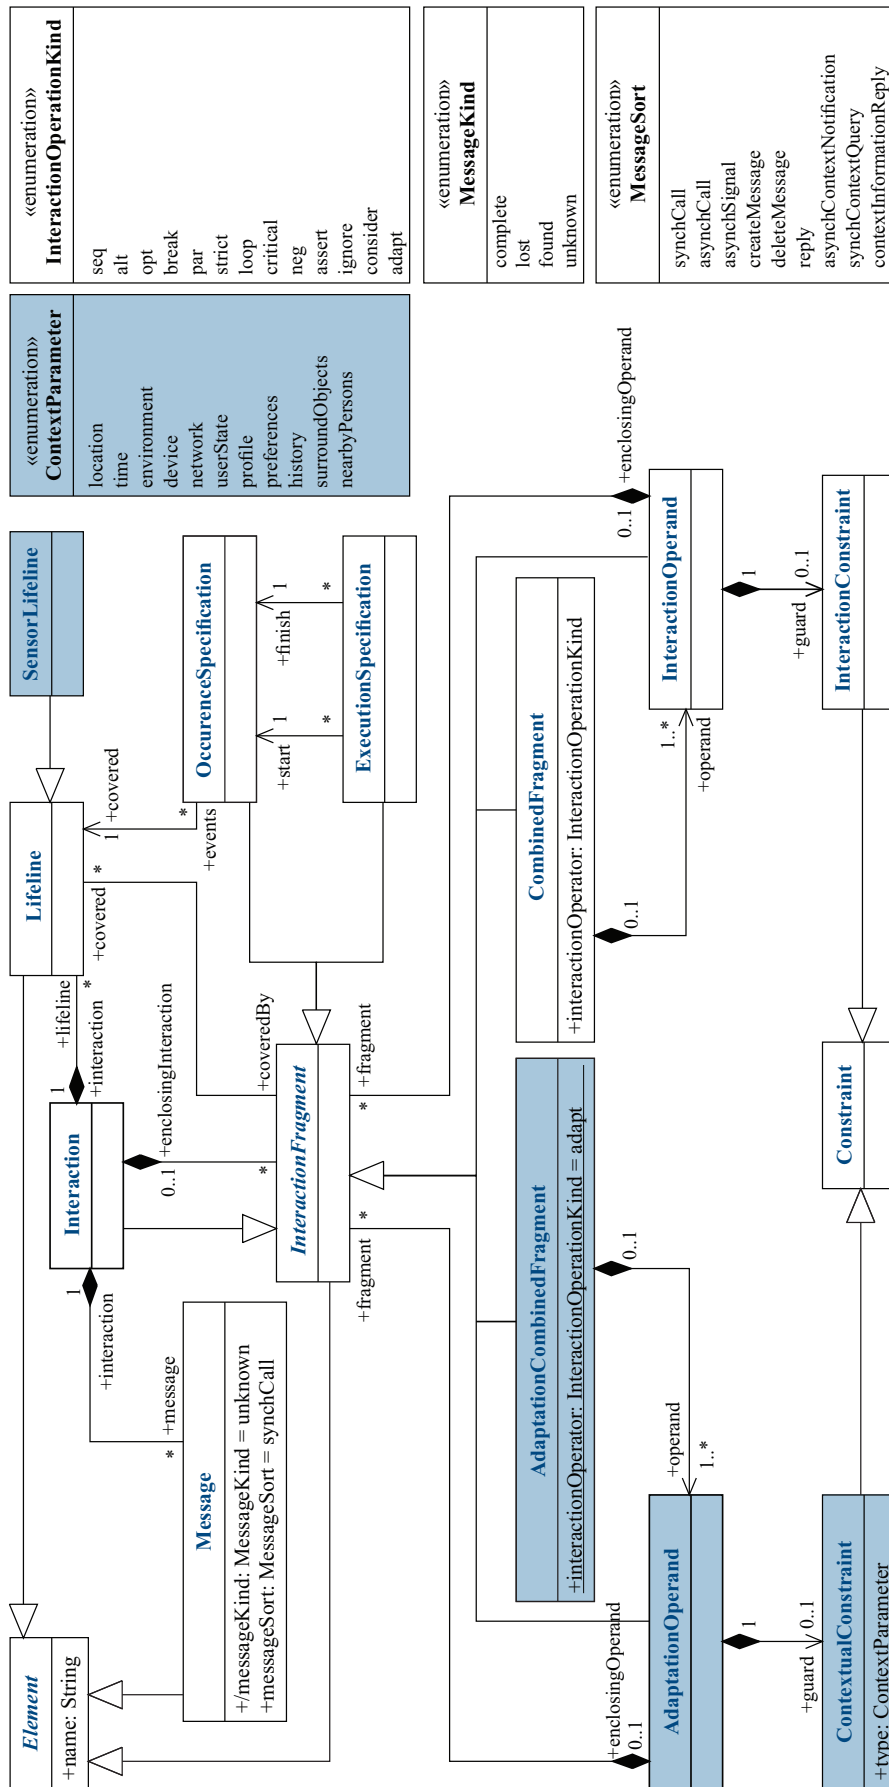 Element
+name: String
Lifeline
SensorLifeline
+lifeline
*
1
+interaction
+covered
*
1
+covered
*
+events
Interaction
1
+interaction
0..1
+enclosingInteraction
*
+message
*
Message
+/messageKind: MessageKind = unknown
+messageSort: MessageSort = synchCall
InteractionFragment
+coveredBy
+fragment
*
+fragment
*
OccurenceSpecification
+start
1
*
+finish
1
*
ExecutionSpecification
«enumeration»
ContextParameter
location
time
environment
device
network
userState
profile
preferences
history
surroundObjects
nearbyPersons
«enumeration»
InteractionOperationKind
seq
alt
opt
break
par
strict
loop
critical
neg
assert
ignore
consider
adapt
«enumeration»
MessageKind
complete
lost
found
unknown
«enumeration»
MessageSort
synchCall
asynchCall
asynchSignal
createMessage
deleteMessage
reply
asynchContextNotification
synchContextQuery
contextInformationReply
AdaptationCombinedFragment
+interactionOperator: InteractionOperationKind = adapt
0..1
+operand
1..*
CombinedFragment
+interactionOperator: InteractionOperationKind
0..1
1..*
+operand
+enclosingOperand
0..1
AdaptationOperand
1
+guard
0..1
0..1
+enclosingOperand
InteractionOperand
1
+guard
0..1
ContextualConstraint
+type: ContextParameter
Constraint
InteractionConstraint